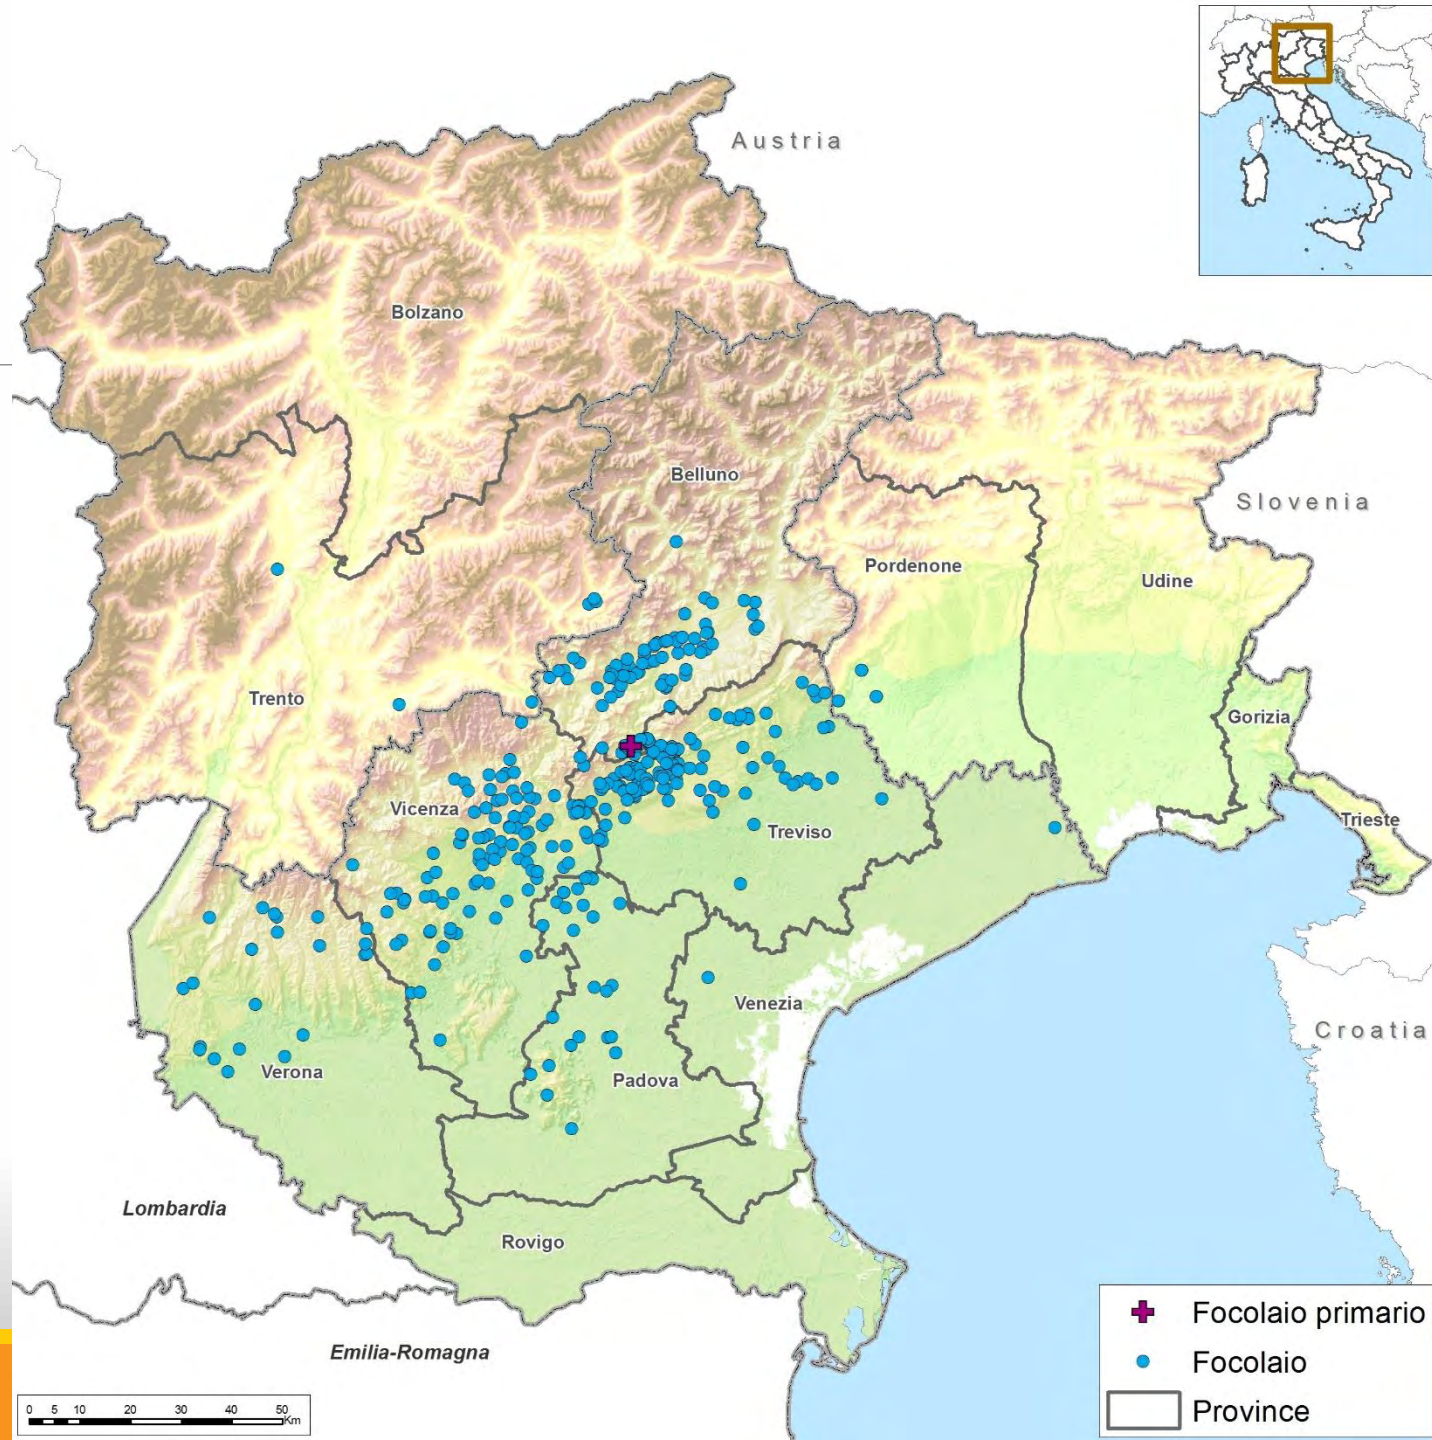 Austria
Bolzano
Belluno
Slovenia
Pordenone
Udine
Trento
Gorizia
Vicenza
Treviso
Trieste
Venezia
Croatia
Verona
Padova
Lombardia
Rovigo
Emilia-Romagna
Focolaio primario
Focolaio
Province
0 5 10 20 30 40 50
Km